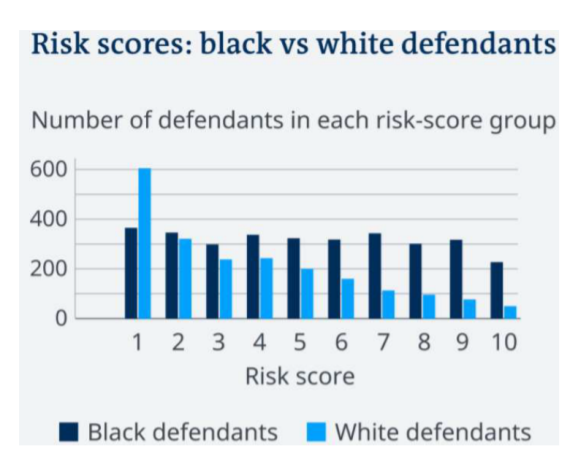 Risk scores: black vs white defendants
Number of defendants in each risk-score group
600
400
200
0
1 2 3 4 5 6 7 8 9 10
Risk score
Black defendants White defendants